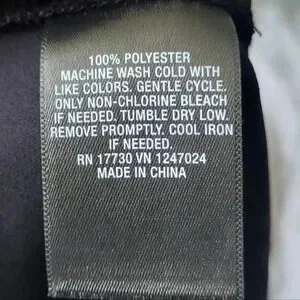 100% POLYESTER
MACHINE WASH COLD WITH
LIKE COLORS. GENTLE CYCLE.
ONLY NON-CHLORINE BLEACH
IF NEEDED. TUMBLE DRY LOW.
REMOVE PROMPTLY. COOL IRON
IF NEEDED.
RN 17730 VN 1247024
MADE IN CHINA